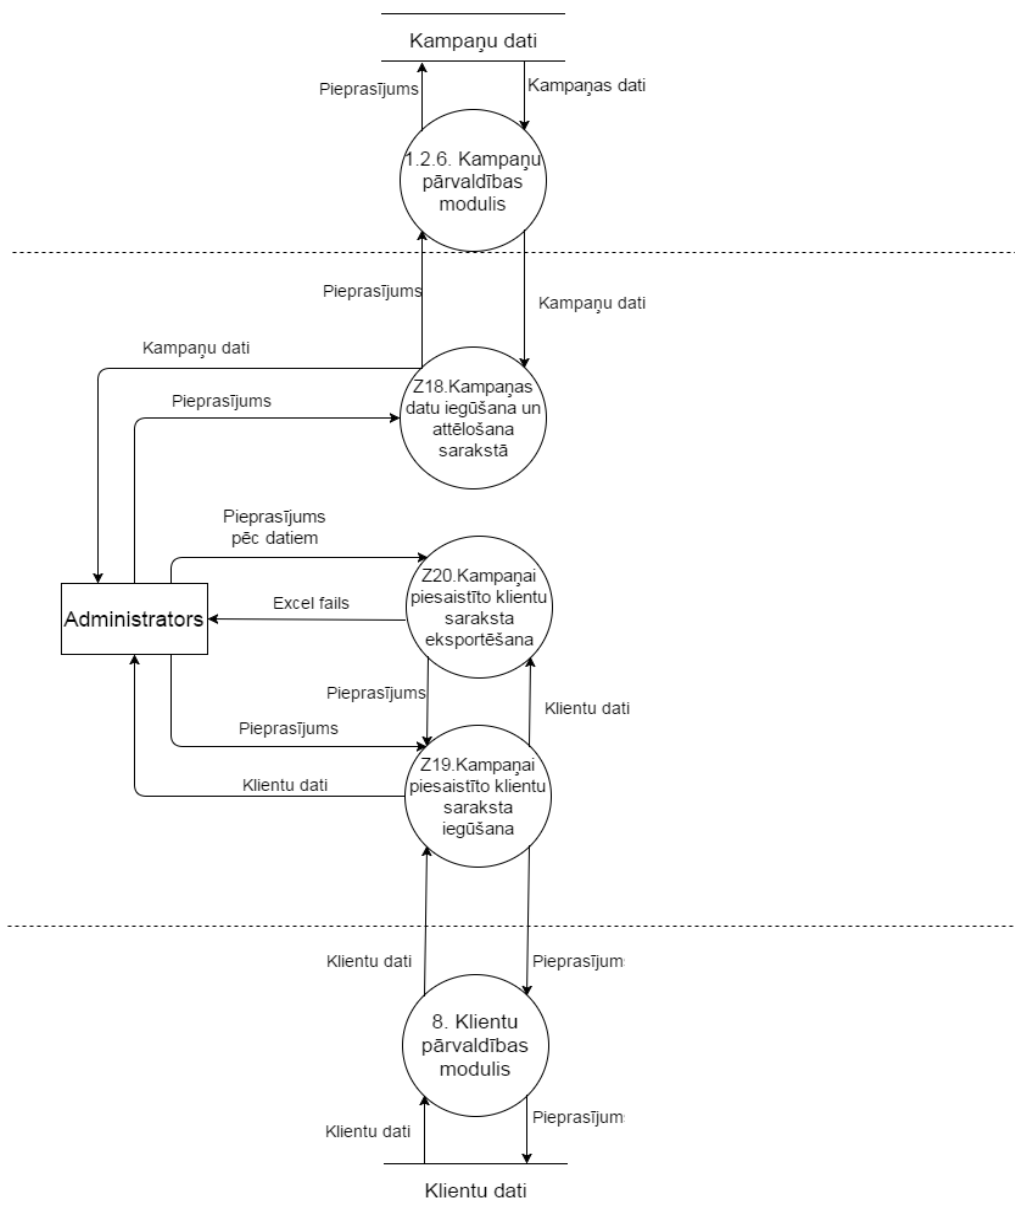 Kampaņu dati
Pieprasījums
Kampaņas dati
1.2.6. Kampaņu
pārvaldības
modulis
Pieprasījums
Kampaņu dati
Kampaņu dati
Pieprasījums
Z18.Kampaņas
datu iegūšana un
attēlošana
sarakstā
Pieprasījums
pēc datiem
Z20.Kampaņai
piesaistīto klientu
saraksta
eksportēšana
Excel fails
Administrators
Pieprasījums
Klientu dati
Pieprasījums
Z19.Kampaņai
piesaistīto klientu
saraksta
iegūšana
Klientu dati
Klientu dati
Pieprasījum
8. Klientu
pārvaldības
modulis
Klientu dati
Pieprasījum
Klientu dati